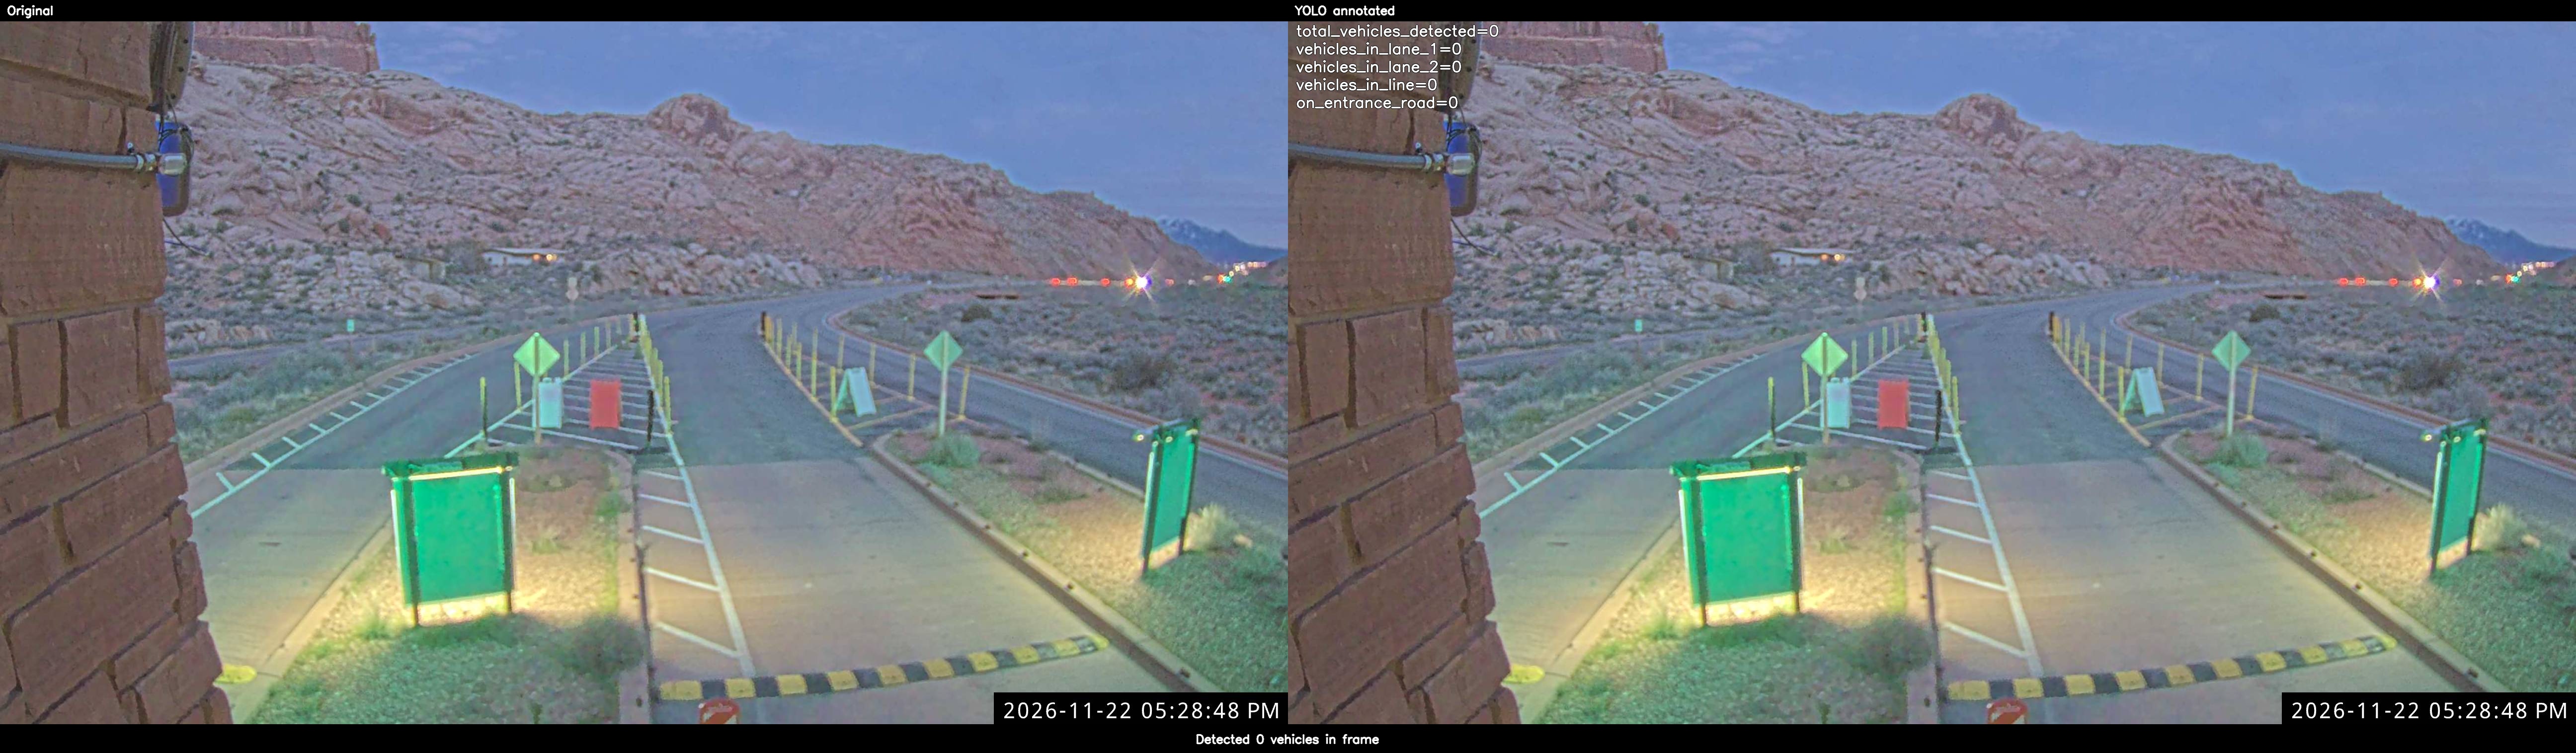 Original
YOLO annotated
total_vehicles_detected=0
vehicles_in_lane_1=0
vehicles_in_lane_2=0
vehicles_in_line=0
on_entrance_road=0
2026-11-22 05:28:48 PM
2026-11-22 05:28:48 PM
Detected 0 vehicles in frame